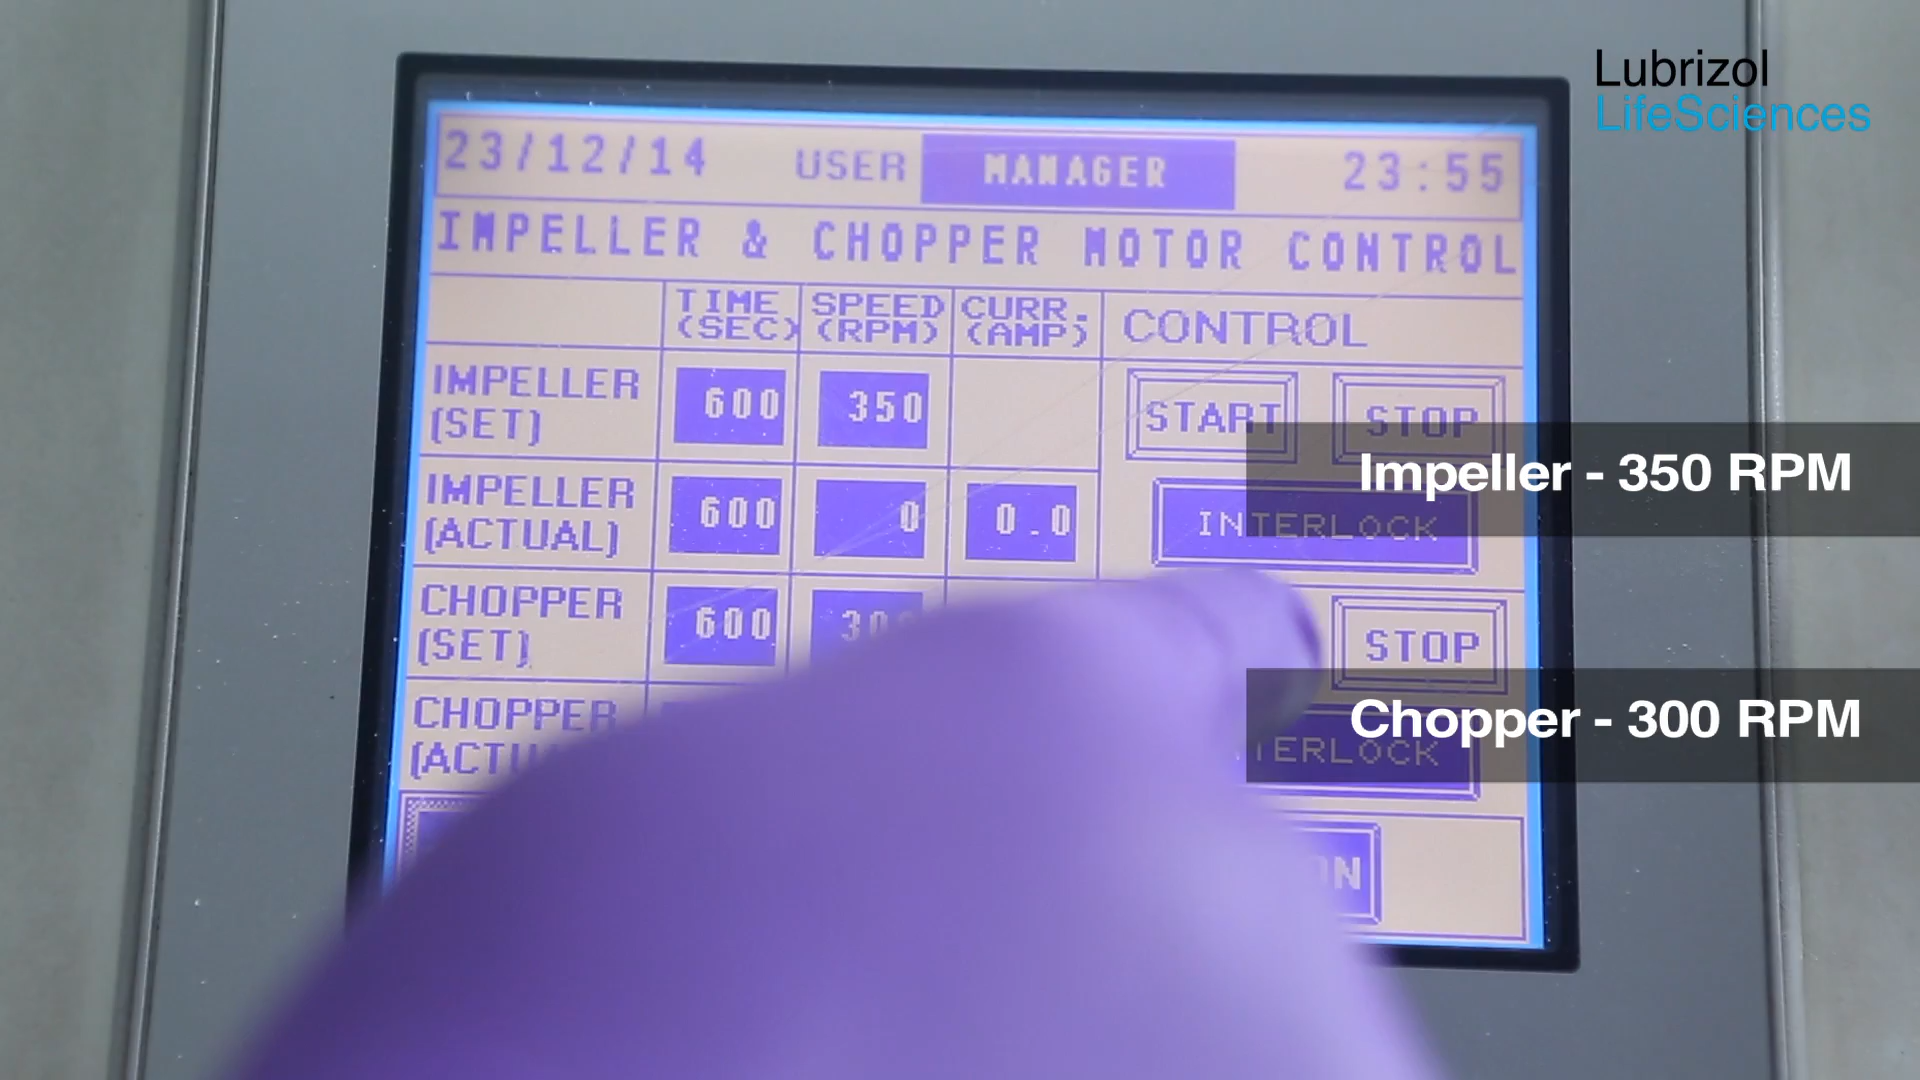 Lubrizol
LifeSciences
23/12/14 USER MANAGER 23:55
IMPELLER & CHOPPER MOTOR CONTROL
TIME (SEC) SPEED (RPM) CURR. (AMP) CONTROL
IMPELLER (SET) 600 350 START STOP
Impeller - 350 RPM
IMPELLER (ACTUAL) 600 0 0.0 INTERLOCK
CHOPPER (SET) 600 STOP
Chopper - 300 RPM
CHOPPER